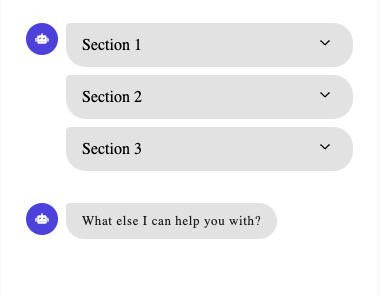 Section 1
Section 2
Section 3
What else I can help you with?